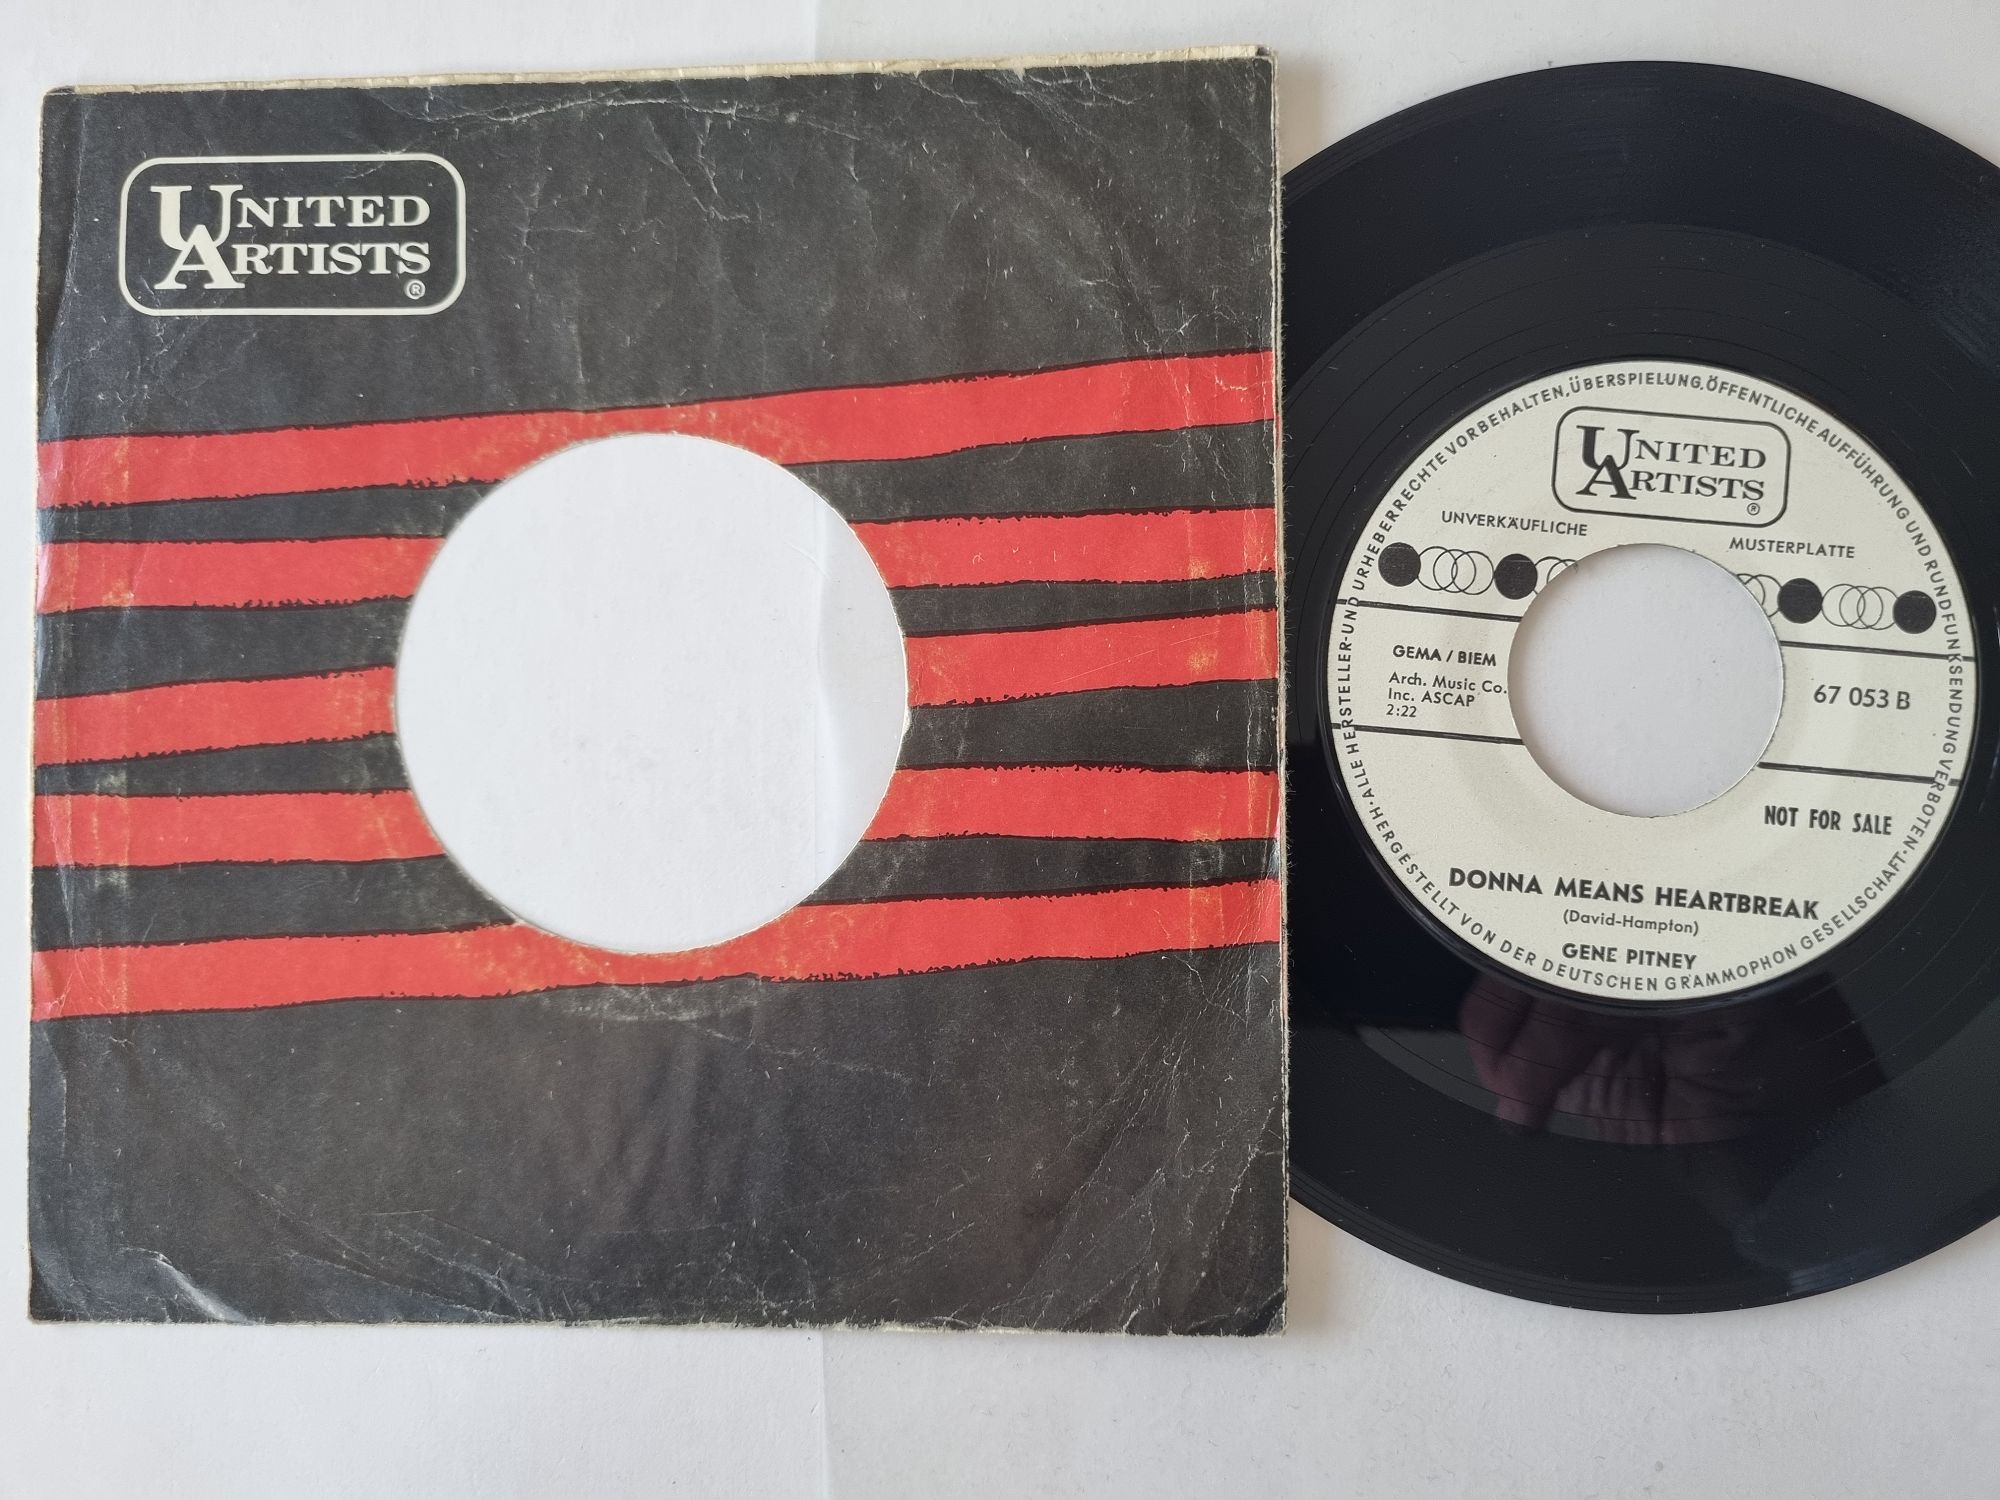 UNITED
ARTISTS
®
ALLE HERSTELLER- UND URHEBERRECHTE VORBEHALTEN, ÜBERSPIELUNG, ÖFFENTLICHE AUFFÜHRUNG UND RUNDFUNKSENDUNG VERBOTEN · HERGESTELLT VON DER DEUTSCHEN GRAMMOPHON GESELLSCHAFT ·
UNITED
ARTISTS
®
UNVERKÄUFLICHE MUSTERPLATTE
GEMA / BIEM
Arch. Music Co.
Inc. ASCAP
2:22
67 053 B
NOT FOR SALE
DONNA MEANS HEARTBREAK
(David-Hampton)
GENE PITNEY